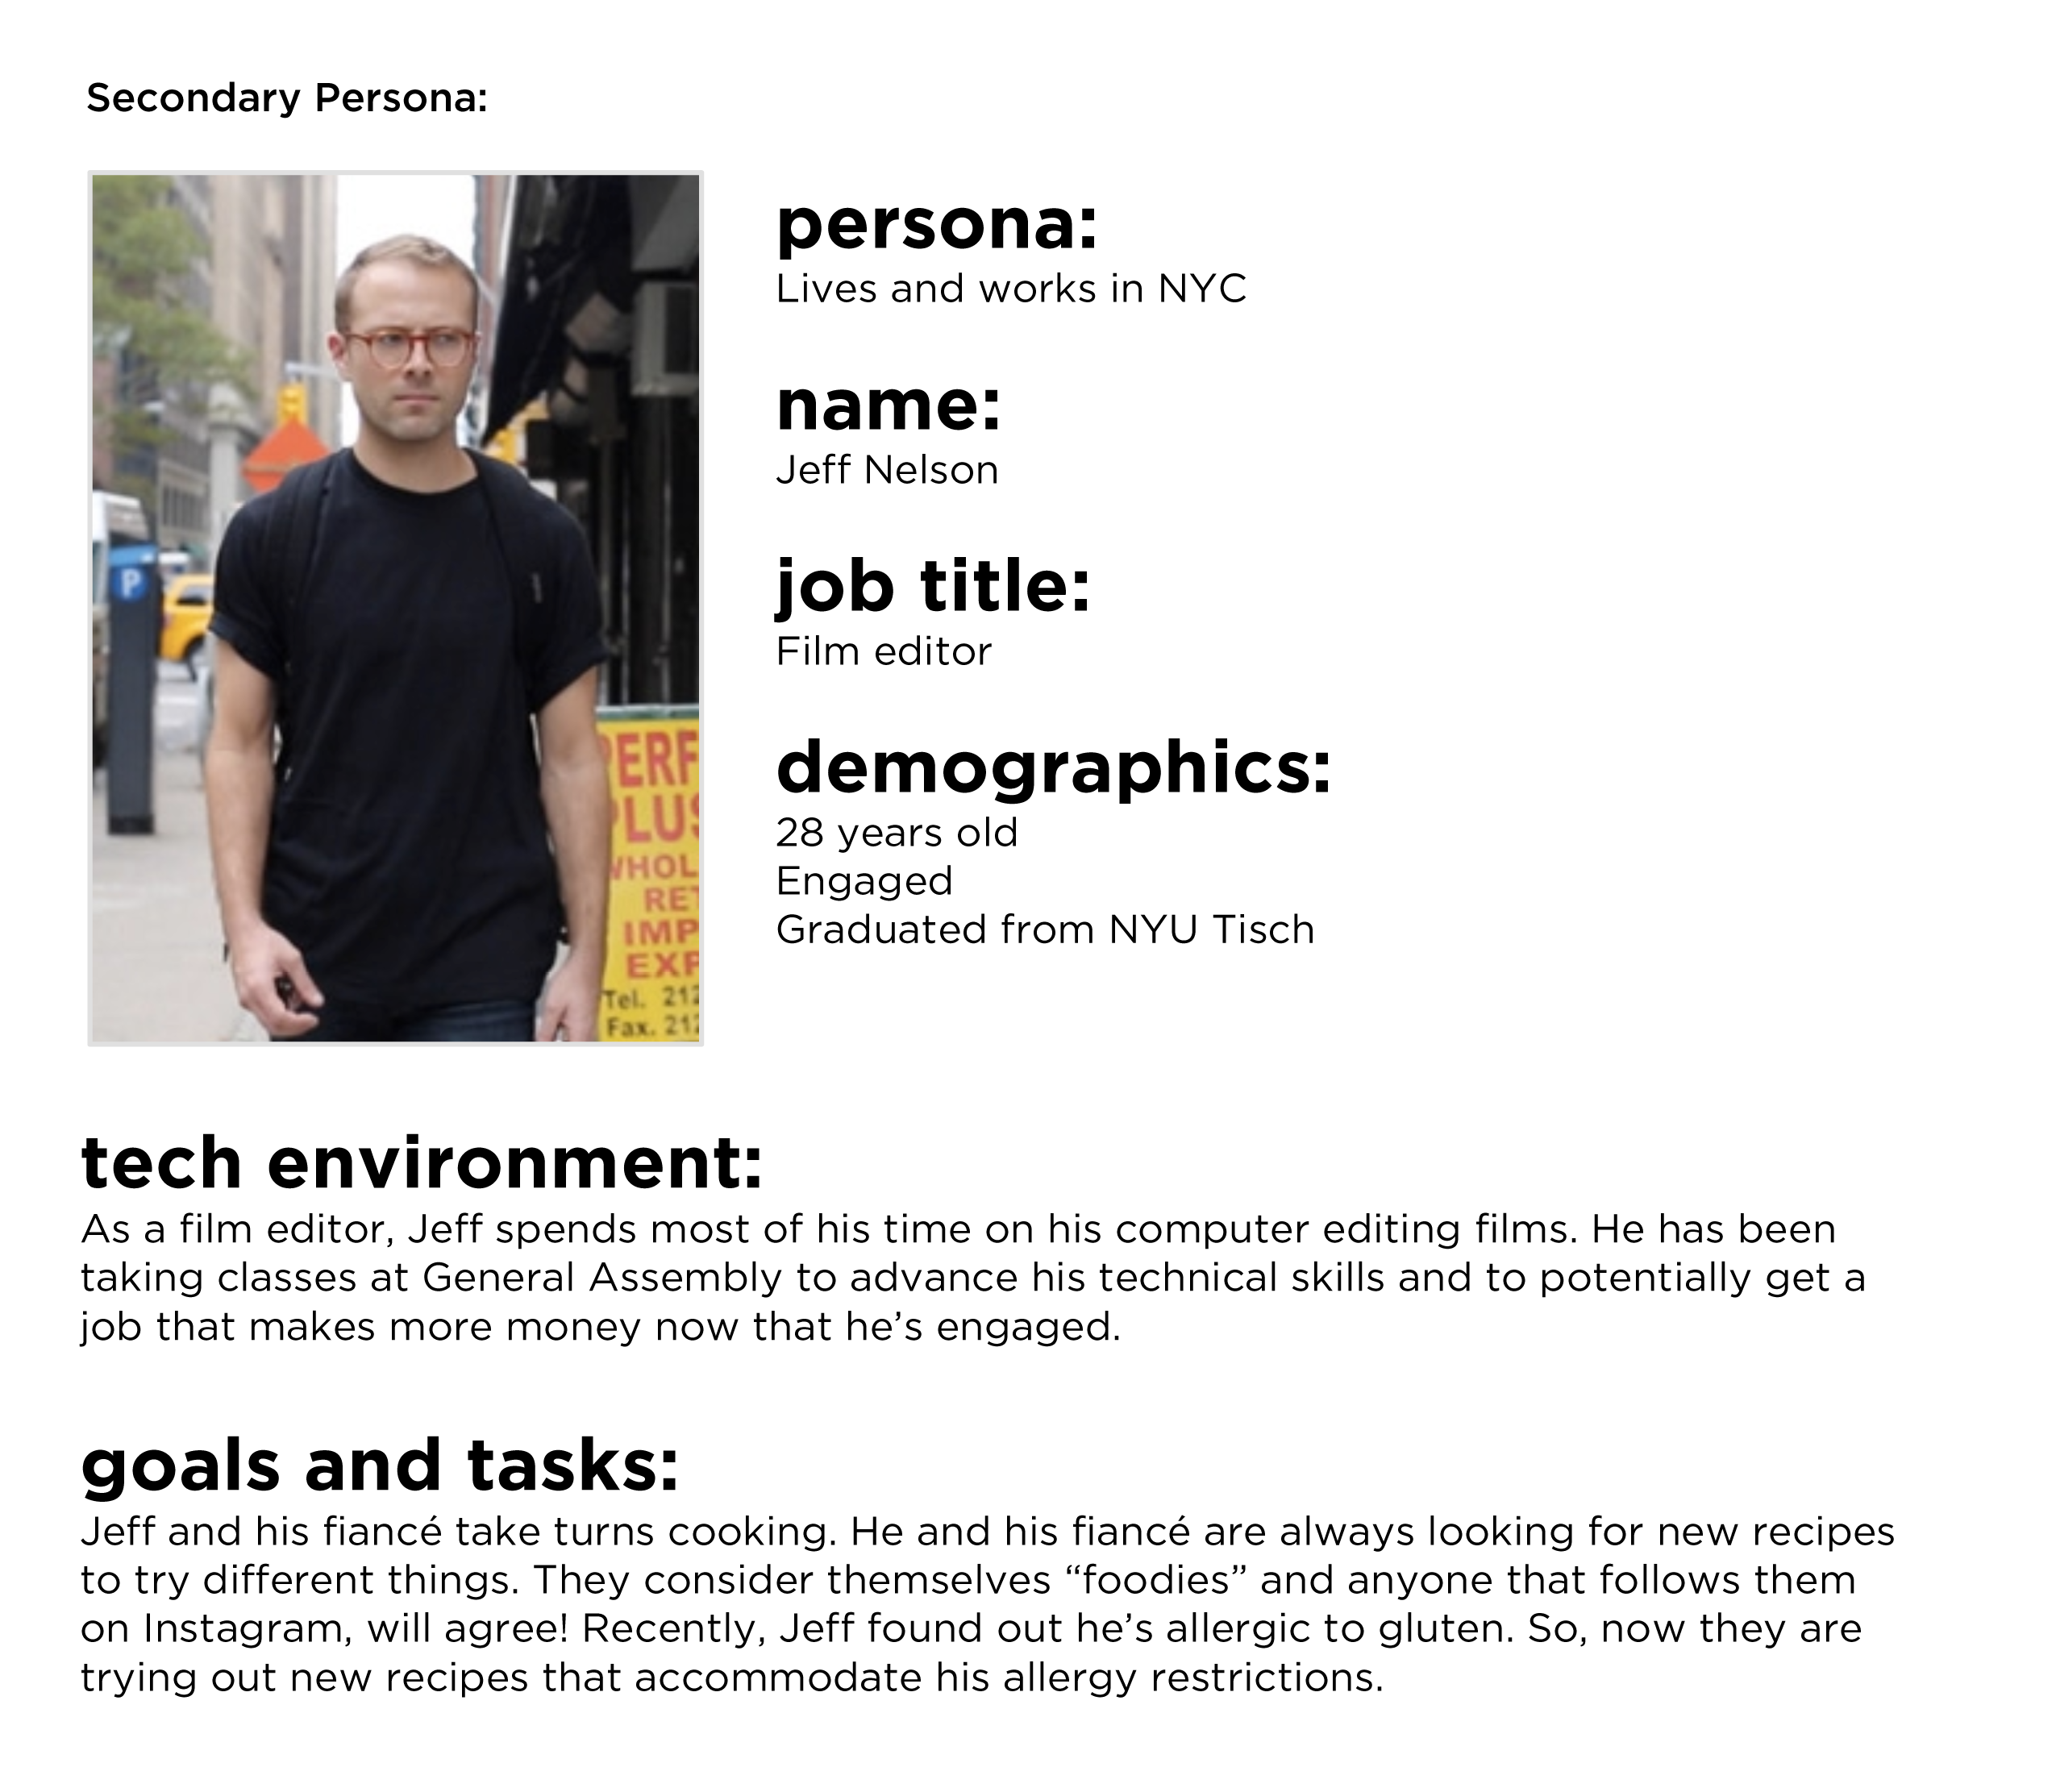 Secondary Persona:
persona:
Lives and works in NYC
name:
Jeff Nelson
job title:
Film editor
demographics:
28 years old
Engaged
Graduated from NYU Tisch
P
PERF
PLUS
WHOL
RET
IMP
EXP
Tel. 212
Fax. 212
tech environment:
As a film editor, Jeff spends most of his time on his computer editing films. He has been
taking classes at General Assembly to advance his technical skills and to potentially get a
job that makes more money now that he’s engaged.
goals and tasks:
Jeff and his fiancé take turns cooking. He and his fiancé are always looking for new recipes
to try different things. They consider themselves “foodies” and anyone that follows them
on Instagram, will agree! Recently, Jeff found out he’s allergic to gluten. So, now they are
trying out new recipes that accommodate his allergy restrictions.